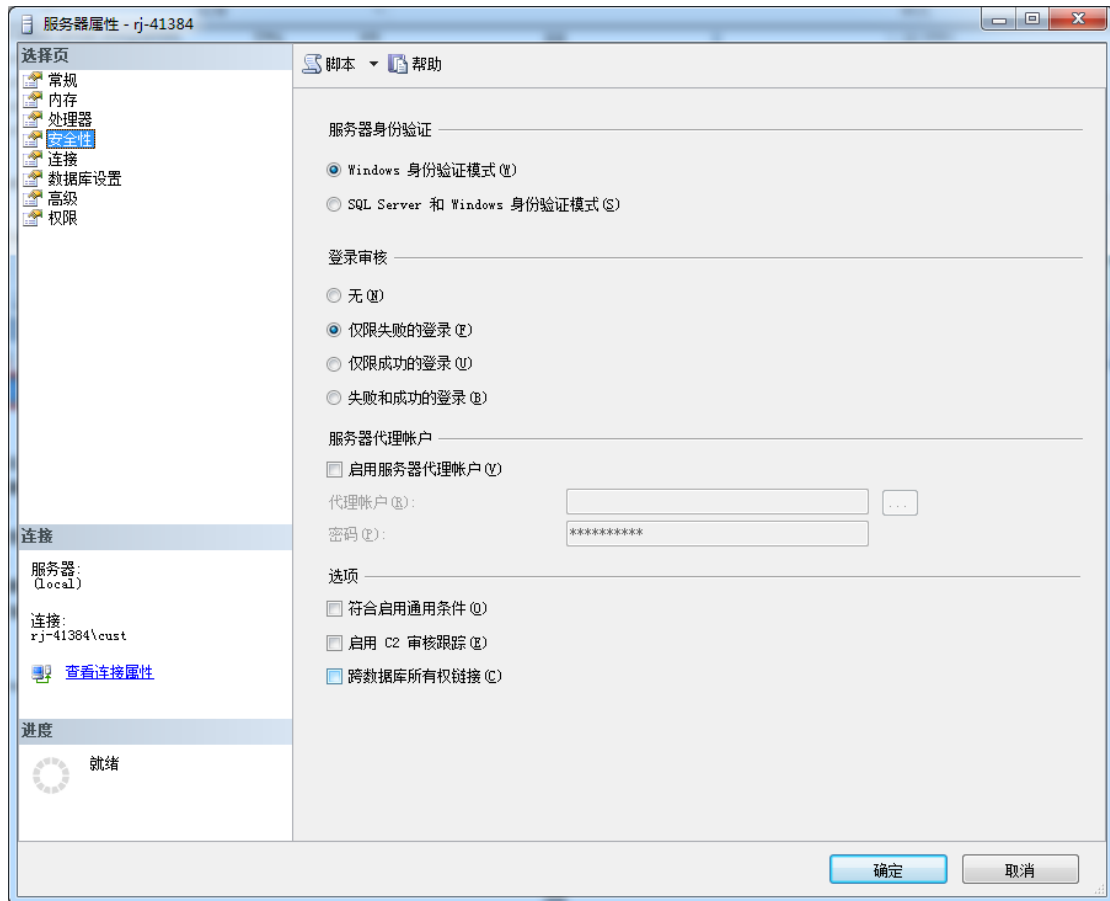 服务器属性 - rj-41384
选择页
常规
内存
处理器
安全性
连接
数据库设置
高级
权限
连接
服务器:
(local)
连接:
rj-41384\cust
查看连接属性
进度
就绪
脚本 帮助
服务器身份验证
Windows 身份验证模式(W)
SQL Server 和 Windows 身份验证模式(S)
登录审核
无(N)
仅限失败的登录(F)
仅限成功的登录(U)
失败和成功的登录(B)
服务器代理帐户
启用服务器代理帐户(V)
代理帐户(R): ...
密码(P): **********
选项
符合启用通用条件(O)
启用 C2 审核跟踪(E)
跨数据库所有权链接(C)
确定 取消